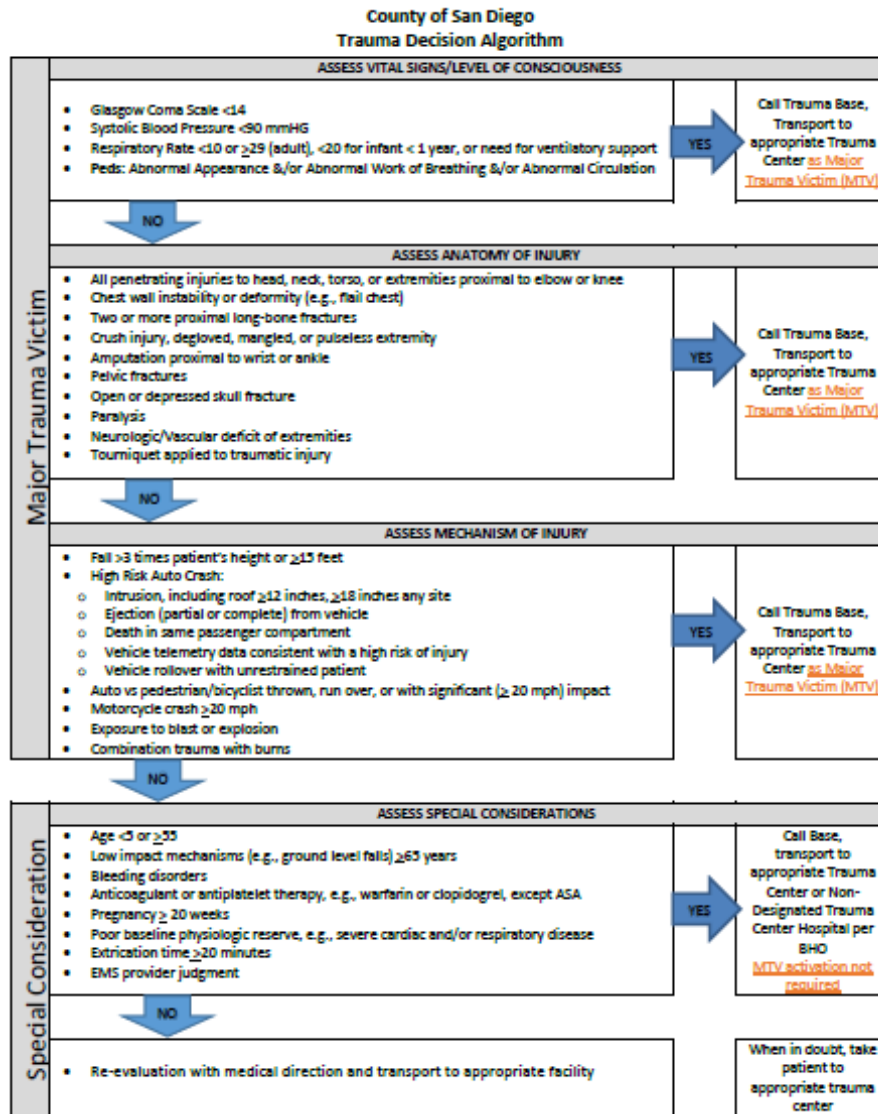 County of San Diego
Trauma Decision Algorithm
ASSESS VITAL SIGNS/LEVEL OF CONSCIOUSNESS
• Glasgow Coma Scale <14
• Systolic Blood Pressure <90 mmHG
• Respiratory Rate <10 or ≥29 (adult), <20 for infant < 1 year, or need for ventilatory support
• Peds: Abnormal Appearance &/or Abnormal Work of Breathing &/or Abnormal Circulation
YES
Call Trauma Base,
Transport to
appropriate Trauma
Center as Major
Trauma Victim (MTV)
NO
Major Trauma Victim
ASSESS ANATOMY OF INJURY
• All penetrating injuries to head, neck, torso, or extremities proximal to elbow or knee
• Chest wall instability or deformity (e.g., flail chest)
• Two or more proximal long-bone fractures
• Crush injury, degloved, mangled, or pulseless extremity
• Amputation proximal to wrist or ankle
• Pelvic fractures
• Open or depressed skull fracture
• Paralysis
• Neurologic/Vascular deficit of extremities
• Tourniquet applied to traumatic injury
YES
Call Trauma Base,
Transport to
appropriate Trauma
Center as Major
Trauma Victim (MTV)
NO
ASSESS MECHANISM OF INJURY
• Fall >3 times patient's height or ≥15 feet
• High Risk Auto Crash:
o Intrusion, including roof ≥12 inches, ≥18 inches any site
o Ejection (partial or complete) from vehicle
o Death in same passenger compartment
o Vehicle telemetry data consistent with a high risk of injury
o Vehicle rollover with unrestrained patient
• Auto vs pedestrian/bicyclist thrown, run over, or with significant (≥ 20 mph) impact
• Motorcycle crash ≥20 mph
• Exposure to blast or explosion
• Combination trauma with burns
YES
Call Trauma Base,
Transport to
appropriate Trauma
Center as Major
Trauma Victim (MTV)
NO
Special Consideration
ASSESS SPECIAL CONSIDERATIONS
• Age <5 or ≥55
• Low impact mechanisms (e.g., ground level falls) ≥65 years
• Bleeding disorders
• Anticoagulant or antiplatelet therapy, e.g., warfarin or clopidogrel, except ASA
• Pregnancy ≥ 20 weeks
• Poor baseline physiologic reserve, e.g., severe cardiac and/or respiratory disease
• Extrication time ≥20 minutes
• EMS provider judgment
YES
Call Base,
transport to
appropriate Trauma
Center or Non-
Designated Trauma
Center Hospital per
BHO
MTV activation not
required
NO
• Re-evaluation with medical direction and transport to appropriate facility
When in doubt, take
patient to
appropriate trauma
center